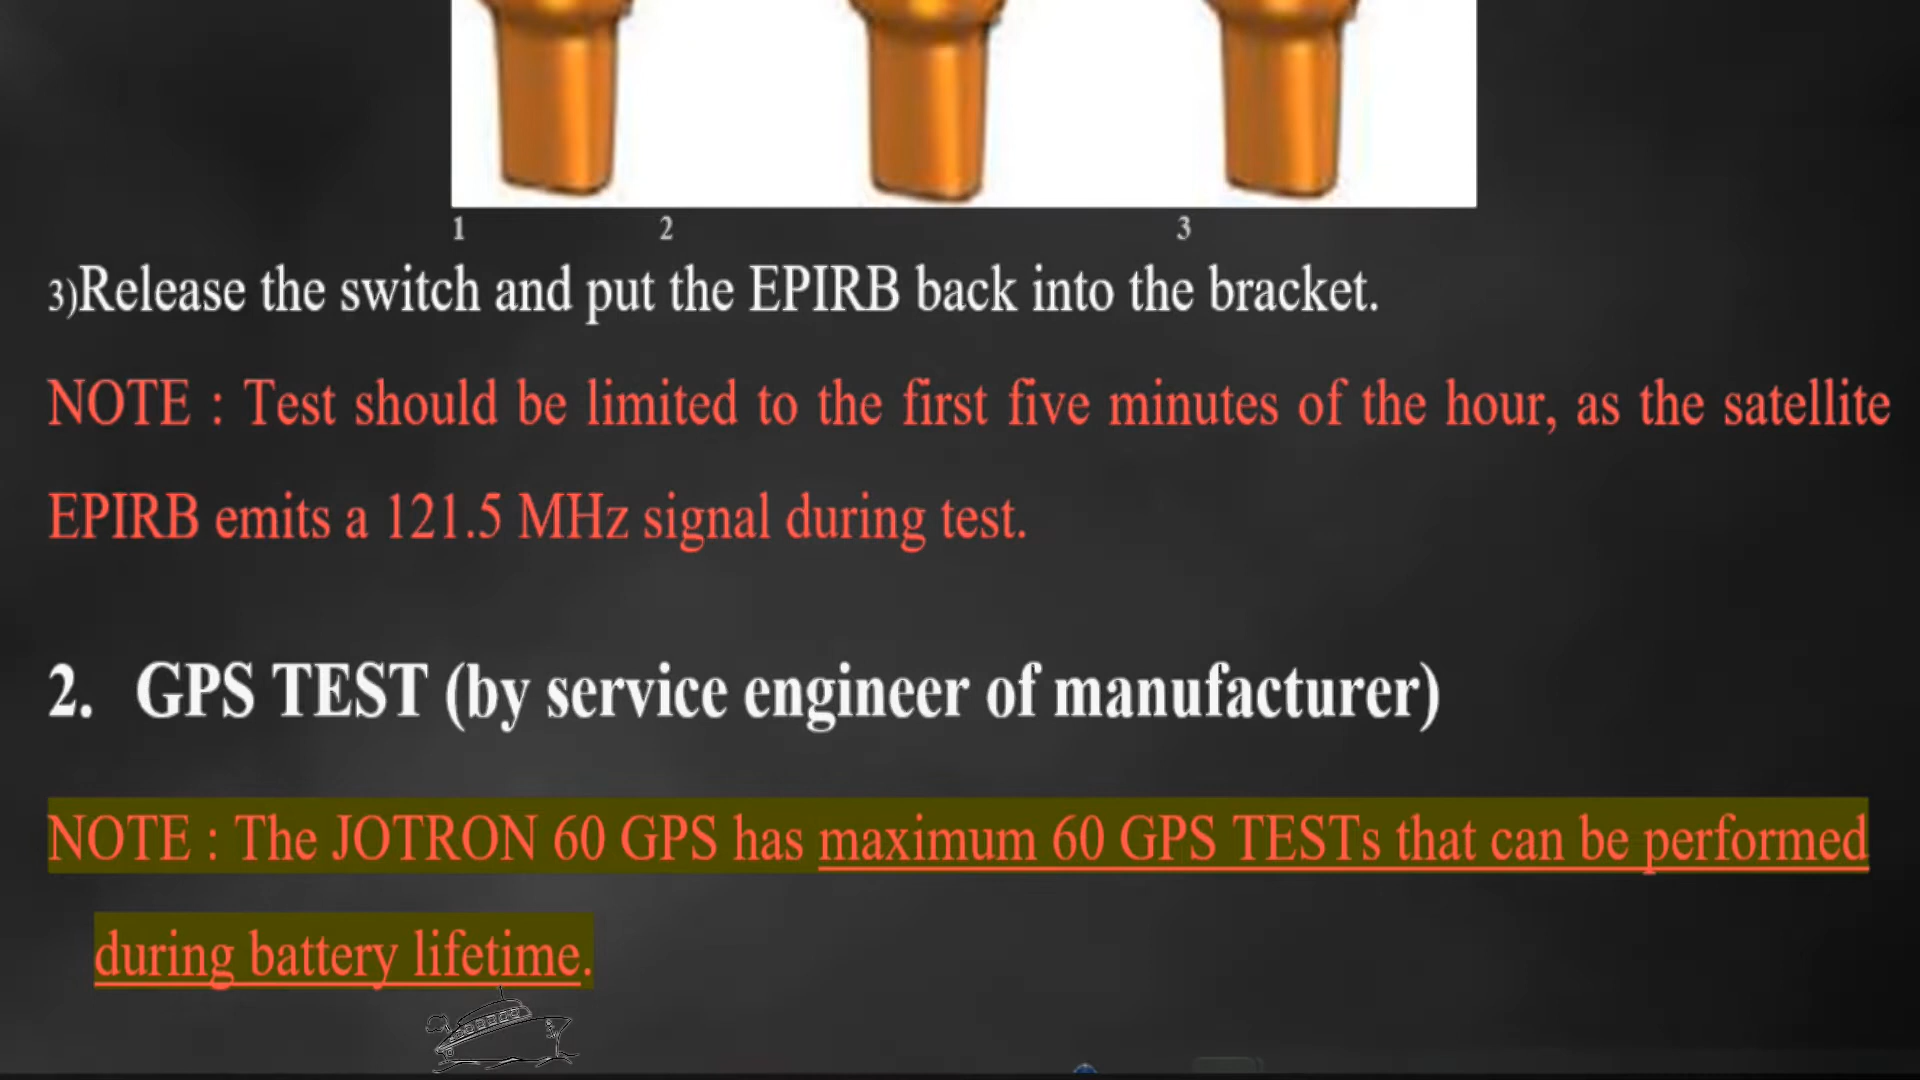 1 2 3
3)Release the switch and put the EPIRB back into the bracket.
NOTE : Test should be limited to the first five minutes of the hour, as the satellite
EPIRB emits a 121.5 MHz signal during test.
2. GPS TEST (by service engineer of manufacturer)
NOTE : The JOTRON 60 GPS has maximum 60 GPS TESTs that can be performed
during battery lifetime.